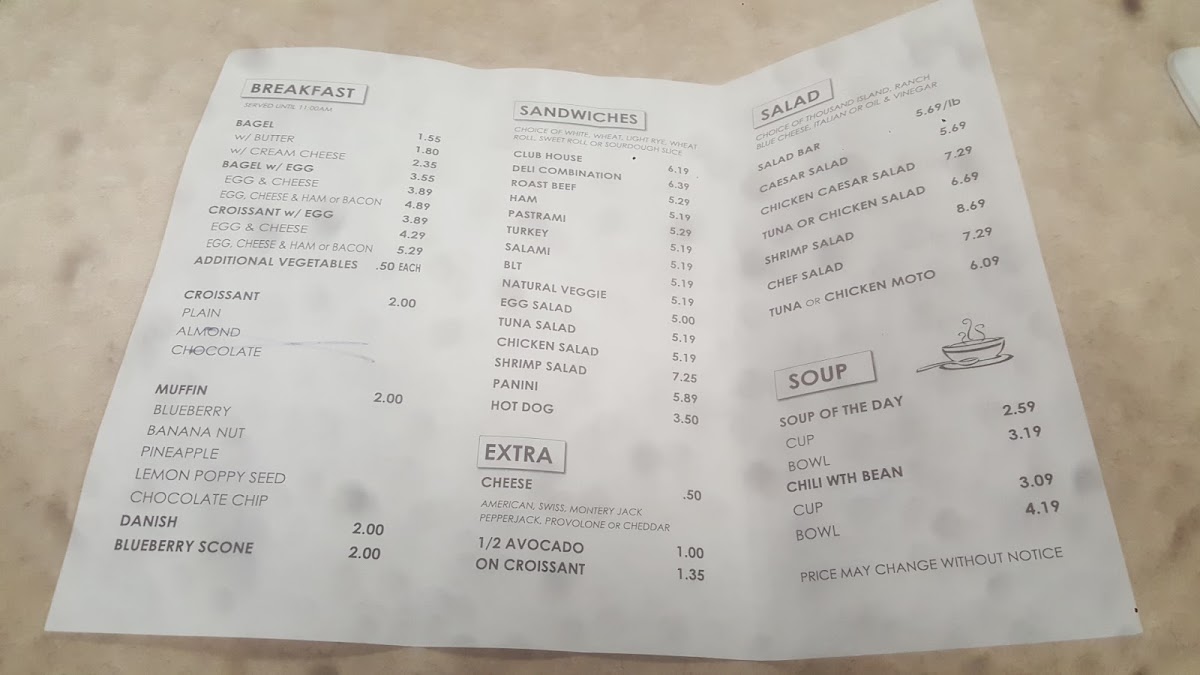 BREAKFAST
SERVED UNTIL 11:00AM
BAGEL 1.55
w/ BUTTER 1.80
w/ CREAM CHEESE 2.35
BAGEL w/ EGG 3.55
EGG & CHEESE 3.89
EGG, CHEESE & HAM or BACON 4.89
CROISSANT w/ EGG 3.89
EGG & CHEESE 4.29
EGG, CHEESE & HAM or BACON 5.29
ADDITIONAL VEGETABLES .50 EACH
CROISSANT 2.00
PLAIN
ALMOND
CHOCOLATE
MUFFIN 2.00
BLUEBERRY
BANANA NUT
PINEAPPLE
LEMON POPPY SEED
CHOCOLATE CHIP
DANISH 2.00
BLUEBERRY SCONE 2.00
SANDWICHES
CHOICE OF WHITE, WHEAT, LIGHT RYE, WHEAT
ROLL, SWEET ROLL OR SOURDOUGH SLICE
CLUB HOUSE 6.19
DELI COMBINATION 6.39
ROAST BEEF 5.29
HAM 5.19
PASTRAMI 5.29
TURKEY 5.19
SALAMI 5.19
BLT 5.19
NATURAL VEGGIE 5.19
EGG SALAD 5.00
TUNA SALAD 5.19
CHICKEN SALAD 5.19
SHRIMP SALAD 7.25
PANINI 5.89
HOT DOG 3.50
EXTRA
CHEESE .50
AMERICAN, SWISS, MONTERY JACK
PEPPERJACK, PROVOLONE OR CHEDDAR
1/2 AVOCADO 1.00
ON CROISSANT 1.35
SALAD
CHOICE OF THOUSAND ISLAND, RANCH
BLUE CHEESE, ITALIAN OR OIL & VINEGAR
SALAD BAR 5.69/lb
CAESAR SALAD 5.69
CHICKEN CAESAR SALAD 7.29
TUNA OR CHICKEN SALAD 6.69
SHRIMP SALAD 8.69
CHEF SALAD 7.29
TUNA OR CHICKEN MOTO 6.09
SOUP
SOUP OF THE DAY
CUP 2.59
BOWL 3.19
CHILI WTH BEAN
CUP 3.09
BOWL 4.19
PRICE MAY CHANGE WITHOUT NOTICE